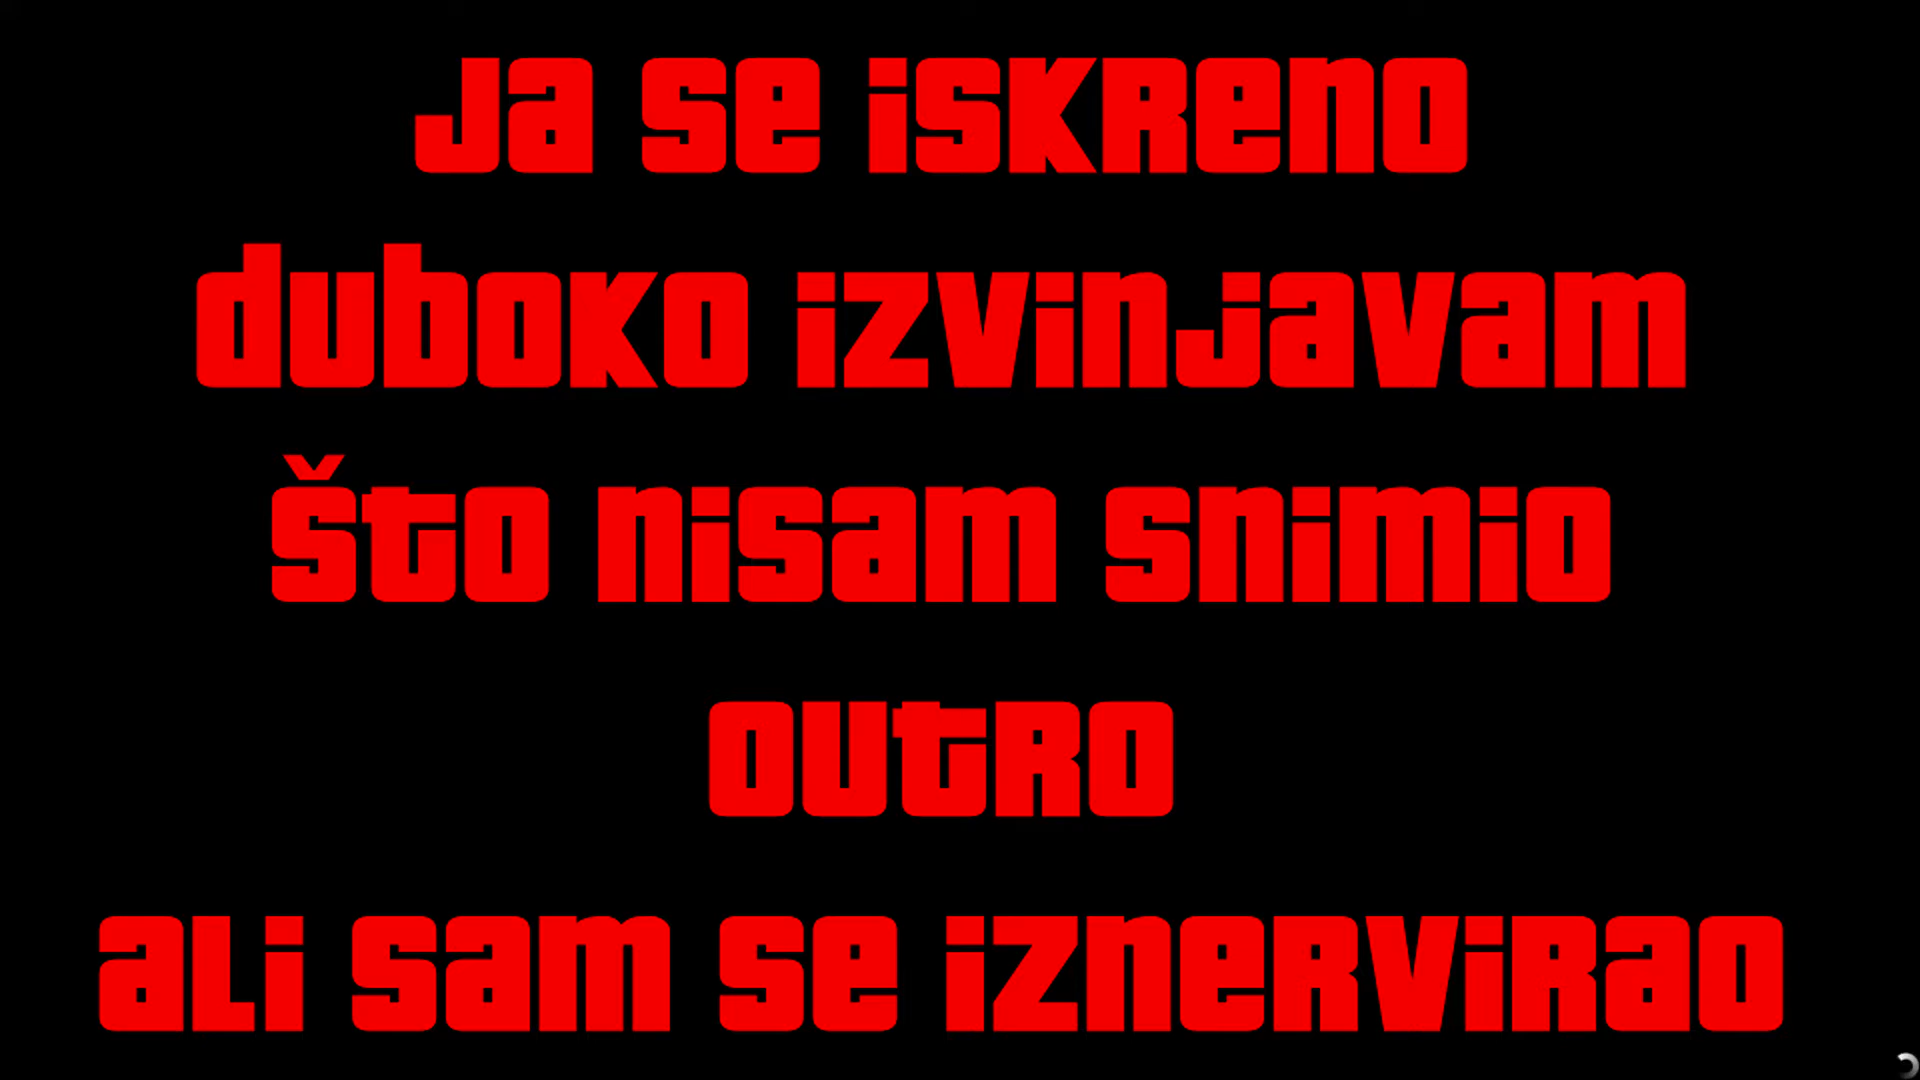 Ja se iskreno
duboko izvinjavam
što nisam snimio
outro
ali sam se iznervirao